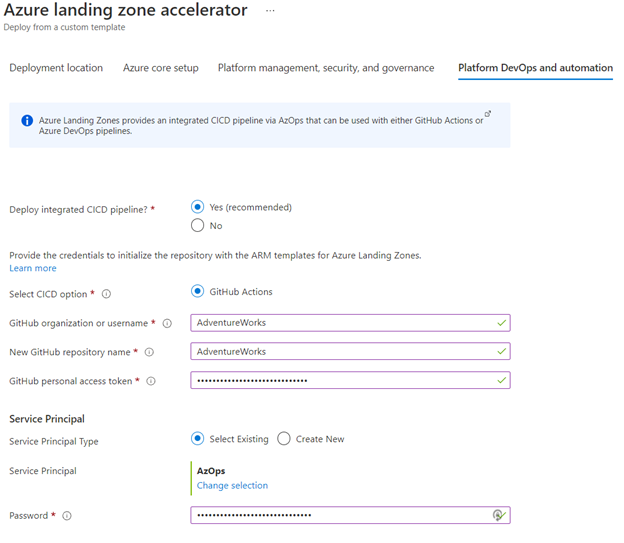 Azure landing zone accelerator ...
Deploy from a custom template
Deployment location Azure core setup Platform management, security, and governance Platform DevOps and automation
Azure Landing Zones provides an integrated CICD pipeline via AzOps that can be used with either GitHub Actions or
Azure DevOps pipelines.
Deploy integrated CICD pipeline? * Yes (recommended)
No
Provide the credentials to initialize the repository with the ARM templates for Azure Landing Zones.
Learn more
Select CICD option * GitHub Actions
GitHub organization or username * AdventureWorks
New GitHub repository name * AdventureWorks
GitHub personal access token * ••••••••••••••••••••••••••••
Service Principal
Service Principal Type Select Existing Create New
Service Principal AzOps
Change selection
Password * •••••••••••••••••••••••••••••